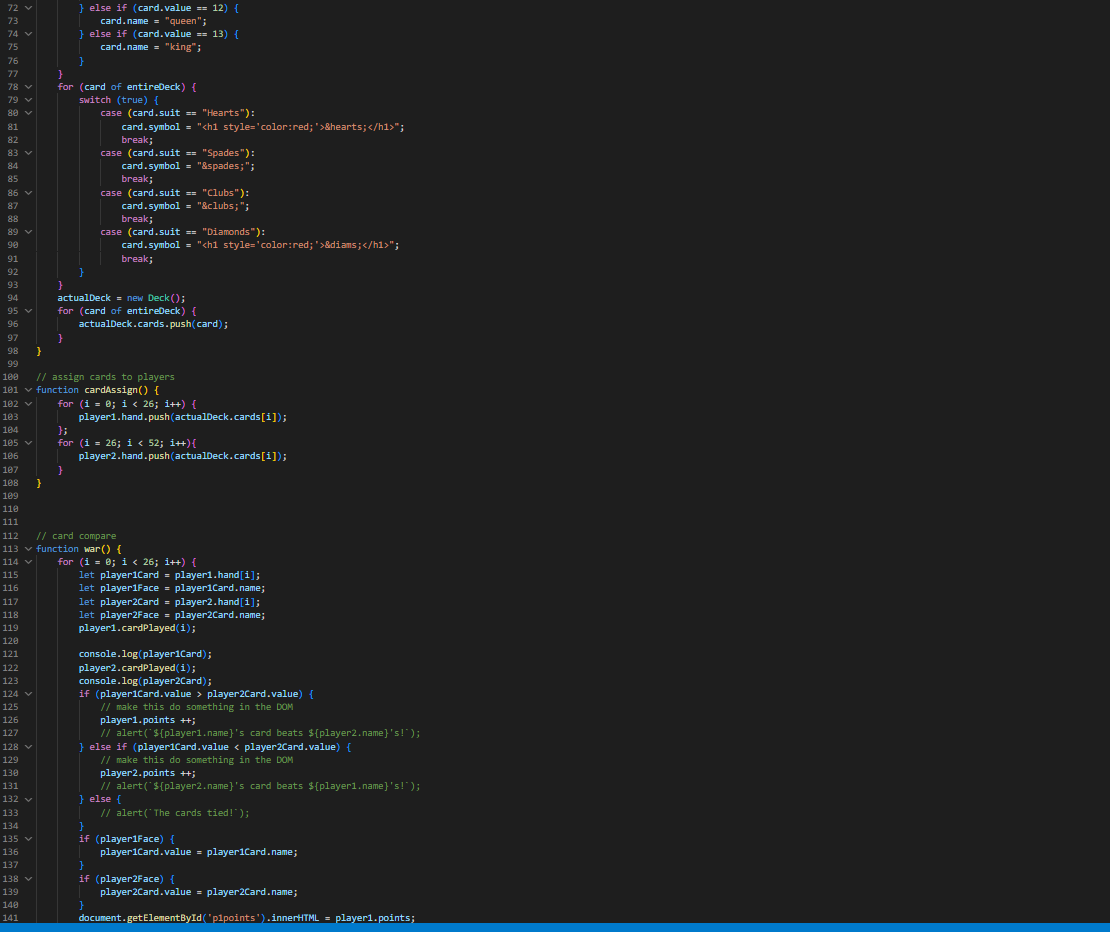 72 } else if (card.value == 12) {
73 card.name = "queen";
74 } else if (card.value == 13) {
75 card.name = "king";
76 }
77 }
78 for (card of entireDeck) {
79 switch (true) {
80 case (card.suit == "Hearts"):
81 card.symbol = "<h1 style='color:red;'>&hearts;</h1>";
82 break;
83 case (card.suit == "Spades"):
84 card.symbol = "&spades;";
85 break;
86 case (card.suit == "Clubs"):
87 card.symbol = "&clubs;";
88 break;
89 case (card.suit == "Diamonds"):
90 card.symbol = "<h1 style='color:red;'>&diams;</h1>";
91 break;
92 }
93 }
94 actualDeck = new Deck();
95 for (card of entireDeck) {
96 actualDeck.cards.push(card);
97 }
98 }
99
100 // assign cards to players
101 function cardAssign() {
102 for (i = 0; i < 26; i++) {
103 player1.hand.push(actualDeck.cards[i]);
104 };
105 for (i = 26; i < 52; i++){
106 player2.hand.push(actualDeck.cards[i]);
107 }
108 }
109
110
111
112 // card compare
113 function war() {
114 for (i = 0; i < 26; i++) {
115 let player1Card = player1.hand[i];
116 let player1Face = player1Card.name;
117 let player2Card = player2.hand[i];
118 let player2Face = player2Card.name;
119 player1.cardPlayed(i);
120
121 console.log(player1Card);
122 player2.cardPlayed(i);
123 console.log(player2Card);
124 if (player1Card.value > player2Card.value) {
125 // make this do something in the DOM
126 player1.points ++;
127 // alert(`${player1.name}'s card beats ${player2.name}'s!`);
128 } else if (player1Card.value < player2Card.value) {
129 // make this do something in the DOM
130 player2.points ++;
131 // alert(`${player2.name}'s card beats ${player1.name}'s!`);
132 } else {
133 // alert(`The cards tied!`);
134 }
135 if (player1Face) {
136 player1Card.value = player1Card.name;
137 }
138 if (player2Face) {
139 player2Card.value = player2Card.name;
140 }
141 document.getElementById('p1points').innerHTML = player1.points;